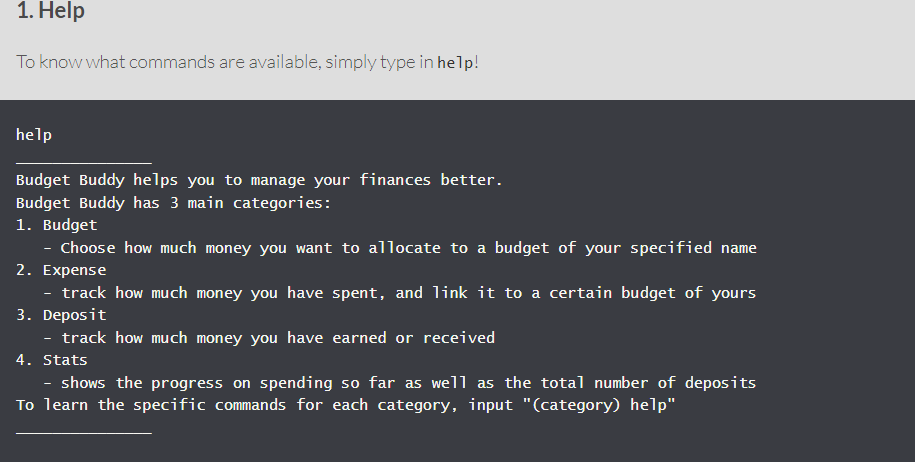 1. Help
To know what commands are available, simply type in help!
help
_______________
Budget Buddy helps you to manage your finances better.
Budget Buddy has 3 main categories:
1. Budget
   - Choose how much money you want to allocate to a budget of your specified name
2. Expense
   - track how much money you have spent, and link it to a certain budget of yours
3. Deposit
   - track how much money you have earned or received
4. Stats
   - shows the progress on spending so far as well as the total number of deposits
To learn the specific commands for each category, input "(category) help"
_______________